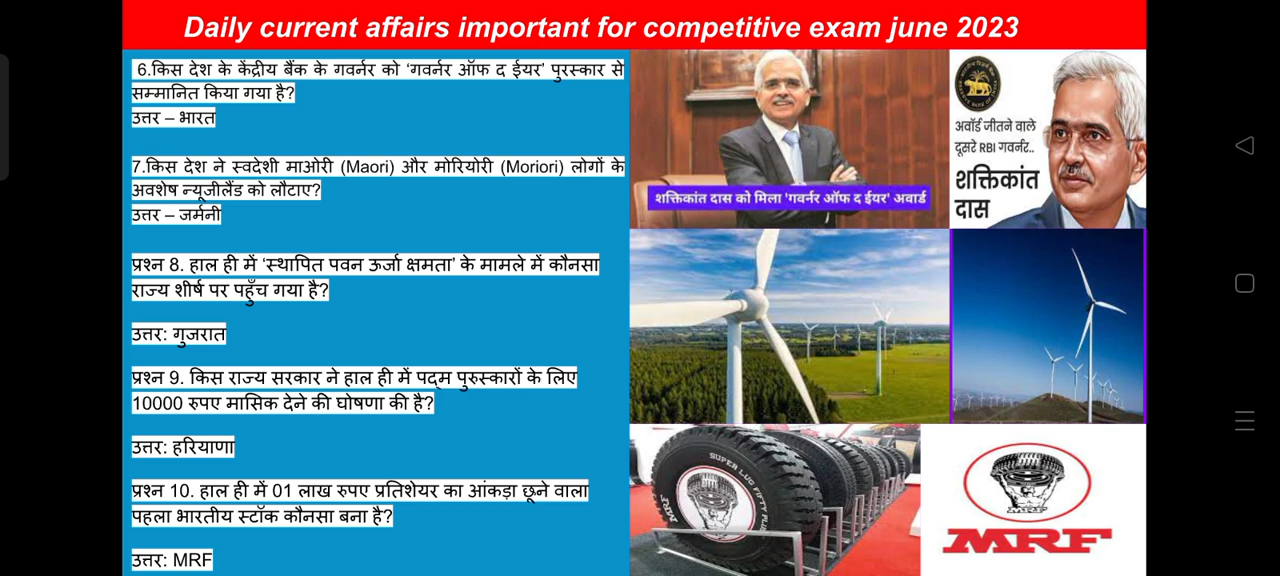 Daily current affairs important for competitive exam june 2023
6.किस देश के केंद्रीय बैंक के गवर्नर को ‘गवर्नर ऑफ द ईयर’ पुरस्कार से
सम्मानित किया गया है?
उत्तर – भारत
7.किस देश ने स्वदेशी माओरी (Maori) और मोरियोरी (Moriori) लोगों के
अवशेष न्यूजीलैंड को लौटाए?
उत्तर – जर्मनी
प्रश्न 8. हाल ही में ‘स्थापित पवन ऊर्जा क्षमता’ के मामले में कौनसा
राज्य शीर्ष पर पहुँच गया है?
उत्तर: गुजरात
प्रश्न 9. किस राज्य सरकार ने हाल ही में पद्म पुरुस्कारों के लिए
10000 रुपए मासिक देने की घोषणा की है?
उत्तर: हरियाणा
प्रश्न 10. हाल ही में 01 लाख रुपए प्रतिशेयर का आंकड़ा छूने वाला
पहला भारतीय स्टॉक कौनसा बना है?
उत्तर: MRF
शक्तिकांत दास को मिला 'गवर्नर ऑफ द ईयर' अवार्ड
अवॉर्ड जीतने वाले
दूसरे RBI गवर्नर..
शक्तिकांत
दास
SUPER LUG FIFTY PLUS
MRF
MRF
MRF